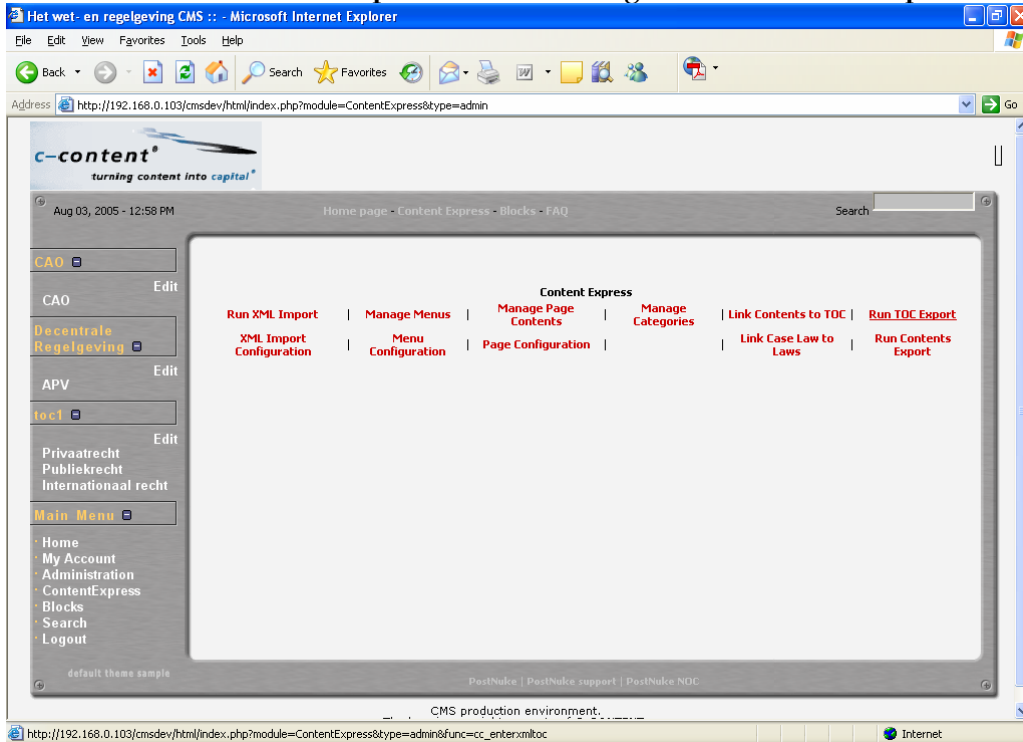 Het wet- en regelgeving CMS :: - Microsoft Internet Explorer
File Edit View Favorites Tools Help
Back Search Favorites
Address http://192.168.0.103/cmsdev/html/index.php?module=ContentExpress&type=admin Go
c-content®
turning content into capital®
Aug 03, 2005 - 12:58 PM Home page - Content Express - Blocks - FAQ Search
CAO
Edit
CAO
Decentrale
Regelgeving
Edit
APV
toc1
Edit
Privaatrecht
Publiekrecht
Internationaal recht
Main Menu
· Home
· My Account
· Administration
· ContentExpress
· Blocks
· Search
· Logout
default theme sample
Content Express
Run XML Import | Manage Menus | Manage Page Contents | Manage Categories | Link Contents to TOC | Run TOC Export
XML Import Configuration | Menu Configuration | Page Configuration | | Link Case Law to Laws | Run Contents Export
PostNuke | PostNuke support | PostNuke NOC
CMS production environment.
http://192.168.0.103/cmsdev/html/index.php?module=ContentExpress&type=admin&func=cc_enterxmltoc Internet